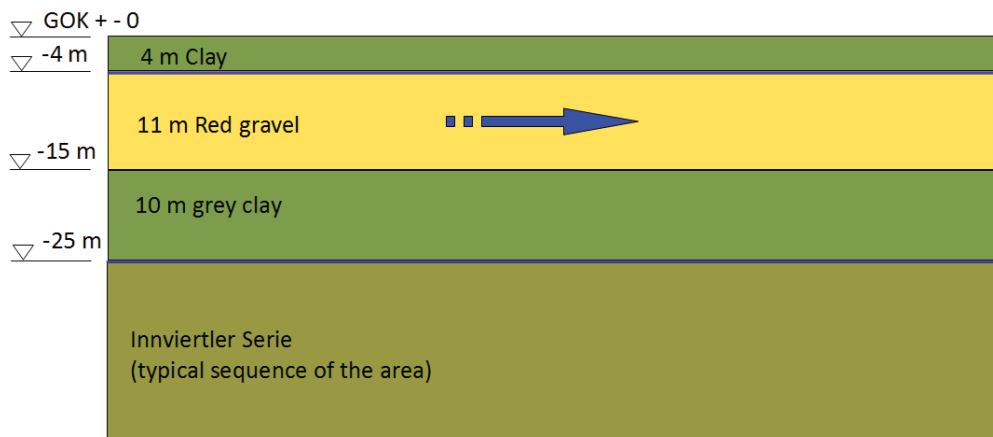 GOK + - 0
-4 m
4 m Clay
11 m Red gravel
-15 m
10 m grey clay
-25 m
Innviertler Serie
(typical sequence of the area)